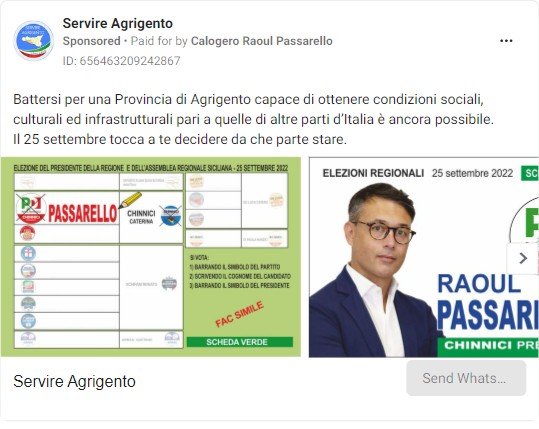 Servire Agrigento
Sponsored • Paid for by Calogero Raoul Passarello
ID: 656463209242867
Battersi per una Provincia di Agrigento capace di ottenere condizioni sociali,
culturali ed infrastrutturali pari a quelle di altre parti d'Italia è ancora possibile.
Il 25 settembre tocca a te decidere da che parte stare.
ELEZIONE DEL PRESIDENTE DELLA REGIONE E DELL'ASSEMBLEA REGIONALE SICILIANA - 25 SETTEMBRE 2022
PD
CHINNICI
PASSARELLO
CHINNICI
CATERINA
SI VOTA:
1) BARRANDO IL SIMBOLO DEL PARTITO
2) SCRIVENDO IL COGNOME DEL CANDIDATO
3) BARRANDO IL SIMBOLO DEL PRESIDENTE
FAC SIMILE
SCHEDA VERDE
ELEZIONI REGIONALI 25 settembre 2022
SC
RAOUL
PASSAR
CHINNICI PRE
Servire Agrigento
Send Whats...